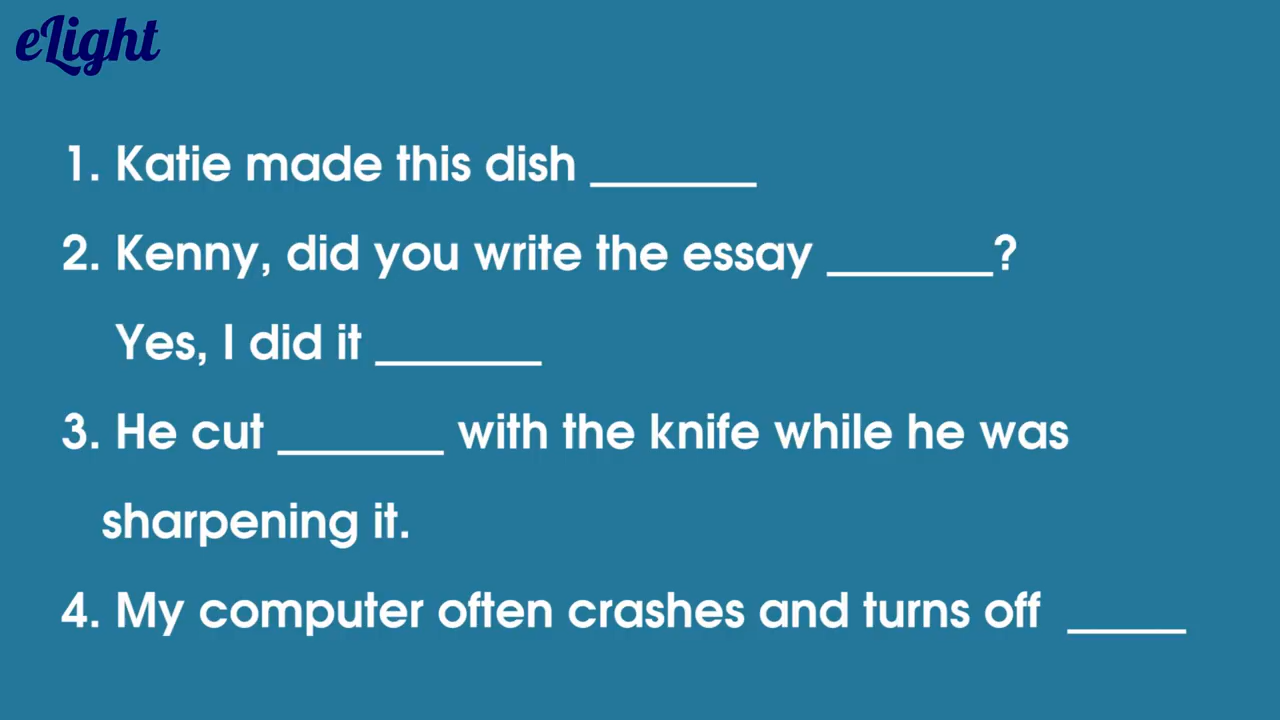 eLight
1. Katie made this dish _______
2. Kenny, did you write the essay _______?
Yes, I did it _______
3. He cut _______ with the knife while he was
sharpening it.
4. My computer often crashes and turns off _____